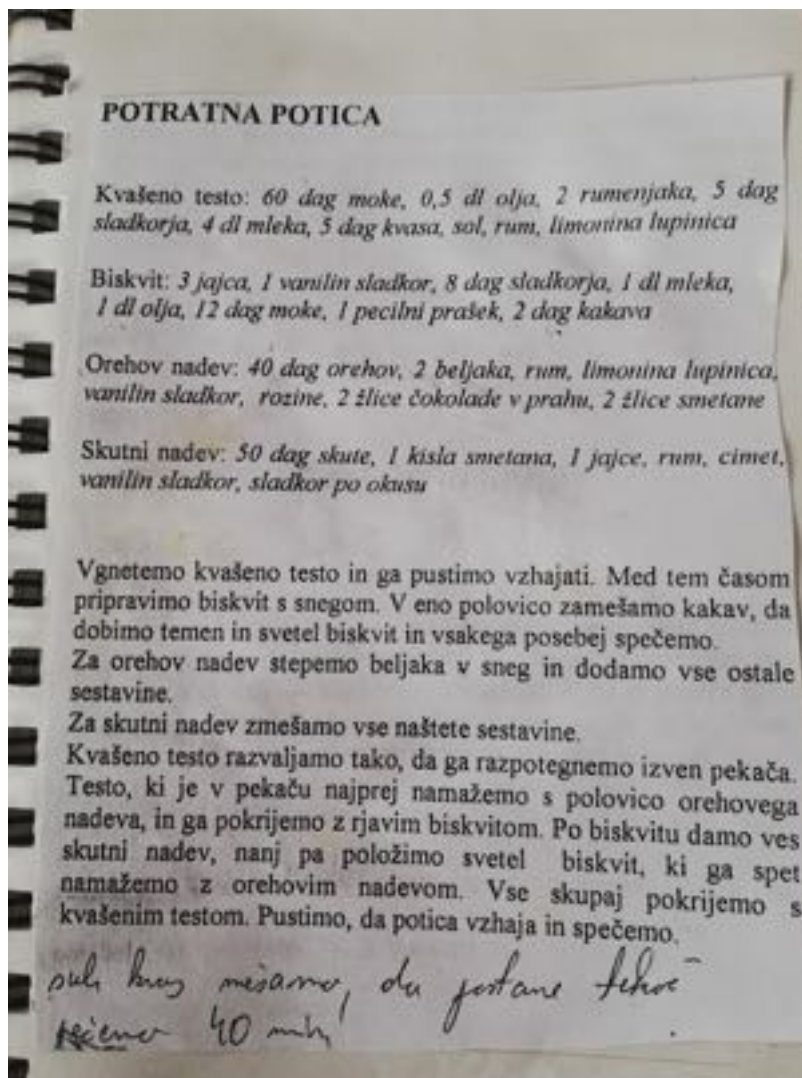 POTRATNA POTICA
Kvašeno testo: 60 dag moke, 0,5 dl olja, 2 rumenjaka, 5 dag
sladkorja, 4 dl mleka, 5 dag kvasa, sol, rum, limonina lupinica
Biskvit: 3 jajca, 1 vanilin sladkor, 8 dag sladkorja, 1 dl mleka,
1 dl olja, 12 dag moke, 1 pecilni prašek, 2 dag kakava
Orehov nadev: 40 dag orehov, 2 beljaka, rum, limonina lupinica,
vanilin sladkor, rozine, 2 žlice čokolade v prahu, 2 žlice smetane
Skutni nadev: 50 dag skute, 1 kisla smetana, 1 jajce, rum, cimet,
vanilin sladkor, sladkor po okusu
Vgnetemo kvašeno testo in ga pustimo vzhajati. Med tem časom
pripravimo biskvit s snegom. V eno polovico zamešamo kakav, da
dobimo temen in svetel biskvit in vsakega posebej spečemo.
Za orehov nadev stepemo beljaka v sneg in dodamo vse ostale
sestavine.
Za skutni nadev zmešamo vse naštete sestavine.
Kvašeno testo razvaljamo tako, da ga razpotegnemo izven pekača.
Testo, ki je v pekaču najprej namažemo s polovico orehovega
nadeva, in ga pokrijemo z rjavim biskvitom. Po biskvitu damo ves
skutni nadev, nanj pa položimo svetel biskvit, ki ga spet
namažemo z orehovim nadevom. Vse skupaj pokrijemo s
kvašenim testom. Pustimo, da potica vzhaja in spečemo.
mešamo, da postane tekoč
pečemo 40 min